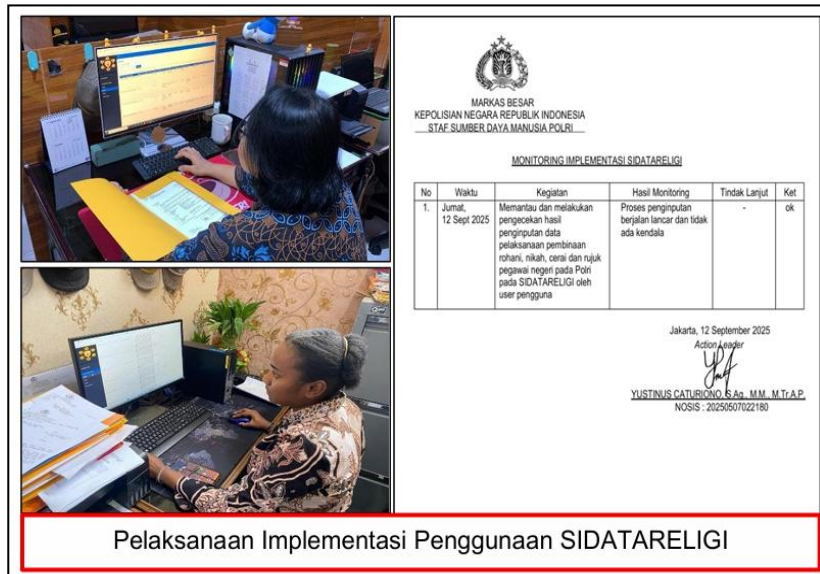 MARKAS BESAR
KEPOLISIAN NEGARA REPUBLIK INDONESIA
STAF SUMBER DAYA MANUSIA POLRI
MONITORING IMPLEMENTASI SIDATARELIGI
No Waktu Kegiatan Hasil Monitoring Tindak Lanjut Ket
1. Jumat, 12 Sept 2025 Memantau dan melakukan pengecekan hasil penginputan data pelaksanaan pembinaan rohani, nikah, cerai dan rujuk pegawai negeri pada Polri pada SIDATARELIGI oleh user pengguna Proses penginputan berjalan lancar dan tidak ada kendala - ok
Jakarta, 12 September 2025
Action Leader
YUSTINUS CATURIONO, S.Ag., M.M., M.Tr.A.P.
NOSIS : 20250507022180
Pelaksanaan Implementasi Penggunaan SIDATARELIGI